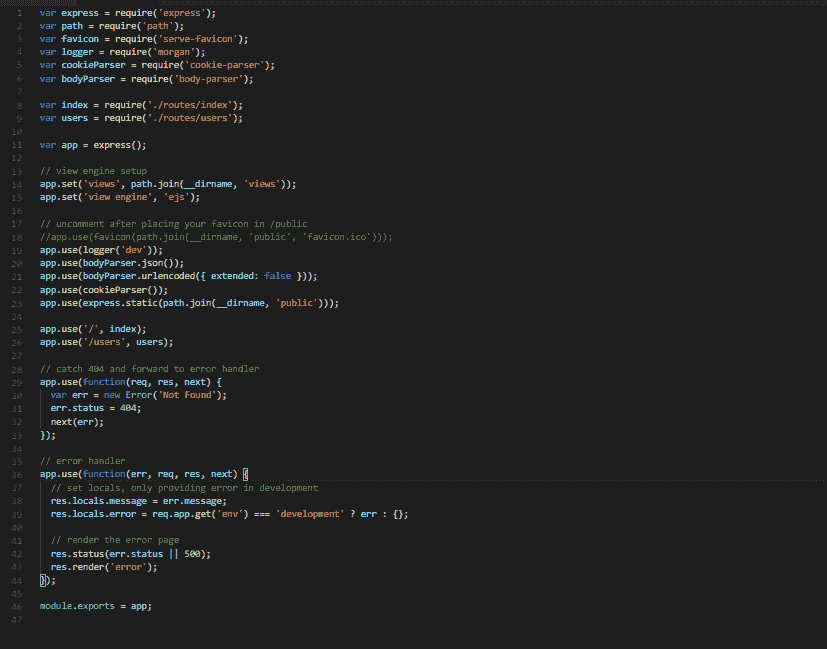 1 var express = require('express');
2 var path = require('path');
3 var favicon = require('serve-favicon');
4 var logger = require('morgan');
5 var cookieParser = require('cookie-parser');
6 var bodyParser = require('body-parser');
7
8 var index = require('./routes/index');
9 var users = require('./routes/users');
10
11 var app = express();
12
13 // view engine setup
14 app.set('views', path.join(__dirname, 'views'));
15 app.set('view engine', 'ejs');
16
17 // uncomment after placing your favicon in /public
18 //app.use(favicon(path.join(__dirname, 'public', 'favicon.ico')));
19 app.use(logger('dev'));
20 app.use(bodyParser.json());
21 app.use(bodyParser.urlencoded({ extended: false }));
22 app.use(cookieParser());
23 app.use(express.static(path.join(__dirname, 'public')));
24
25 app.use('/', index);
26 app.use('/users', users);
27
28 // catch 404 and forward to error handler
29 app.use(function(req, res, next) {
30   var err = new Error('Not Found');
31   err.status = 404;
32   next(err);
33 });
34
35 // error handler
36 app.use(function(err, req, res, next) {
37   // set locals, only providing error in development
38   res.locals.message = err.message;
39   res.locals.error = req.app.get('env') === 'development' ? err : {};
40
41   // render the error page
42   res.status(err.status || 500);
43   res.render('error');
44 });
45
46 module.exports = app;
47